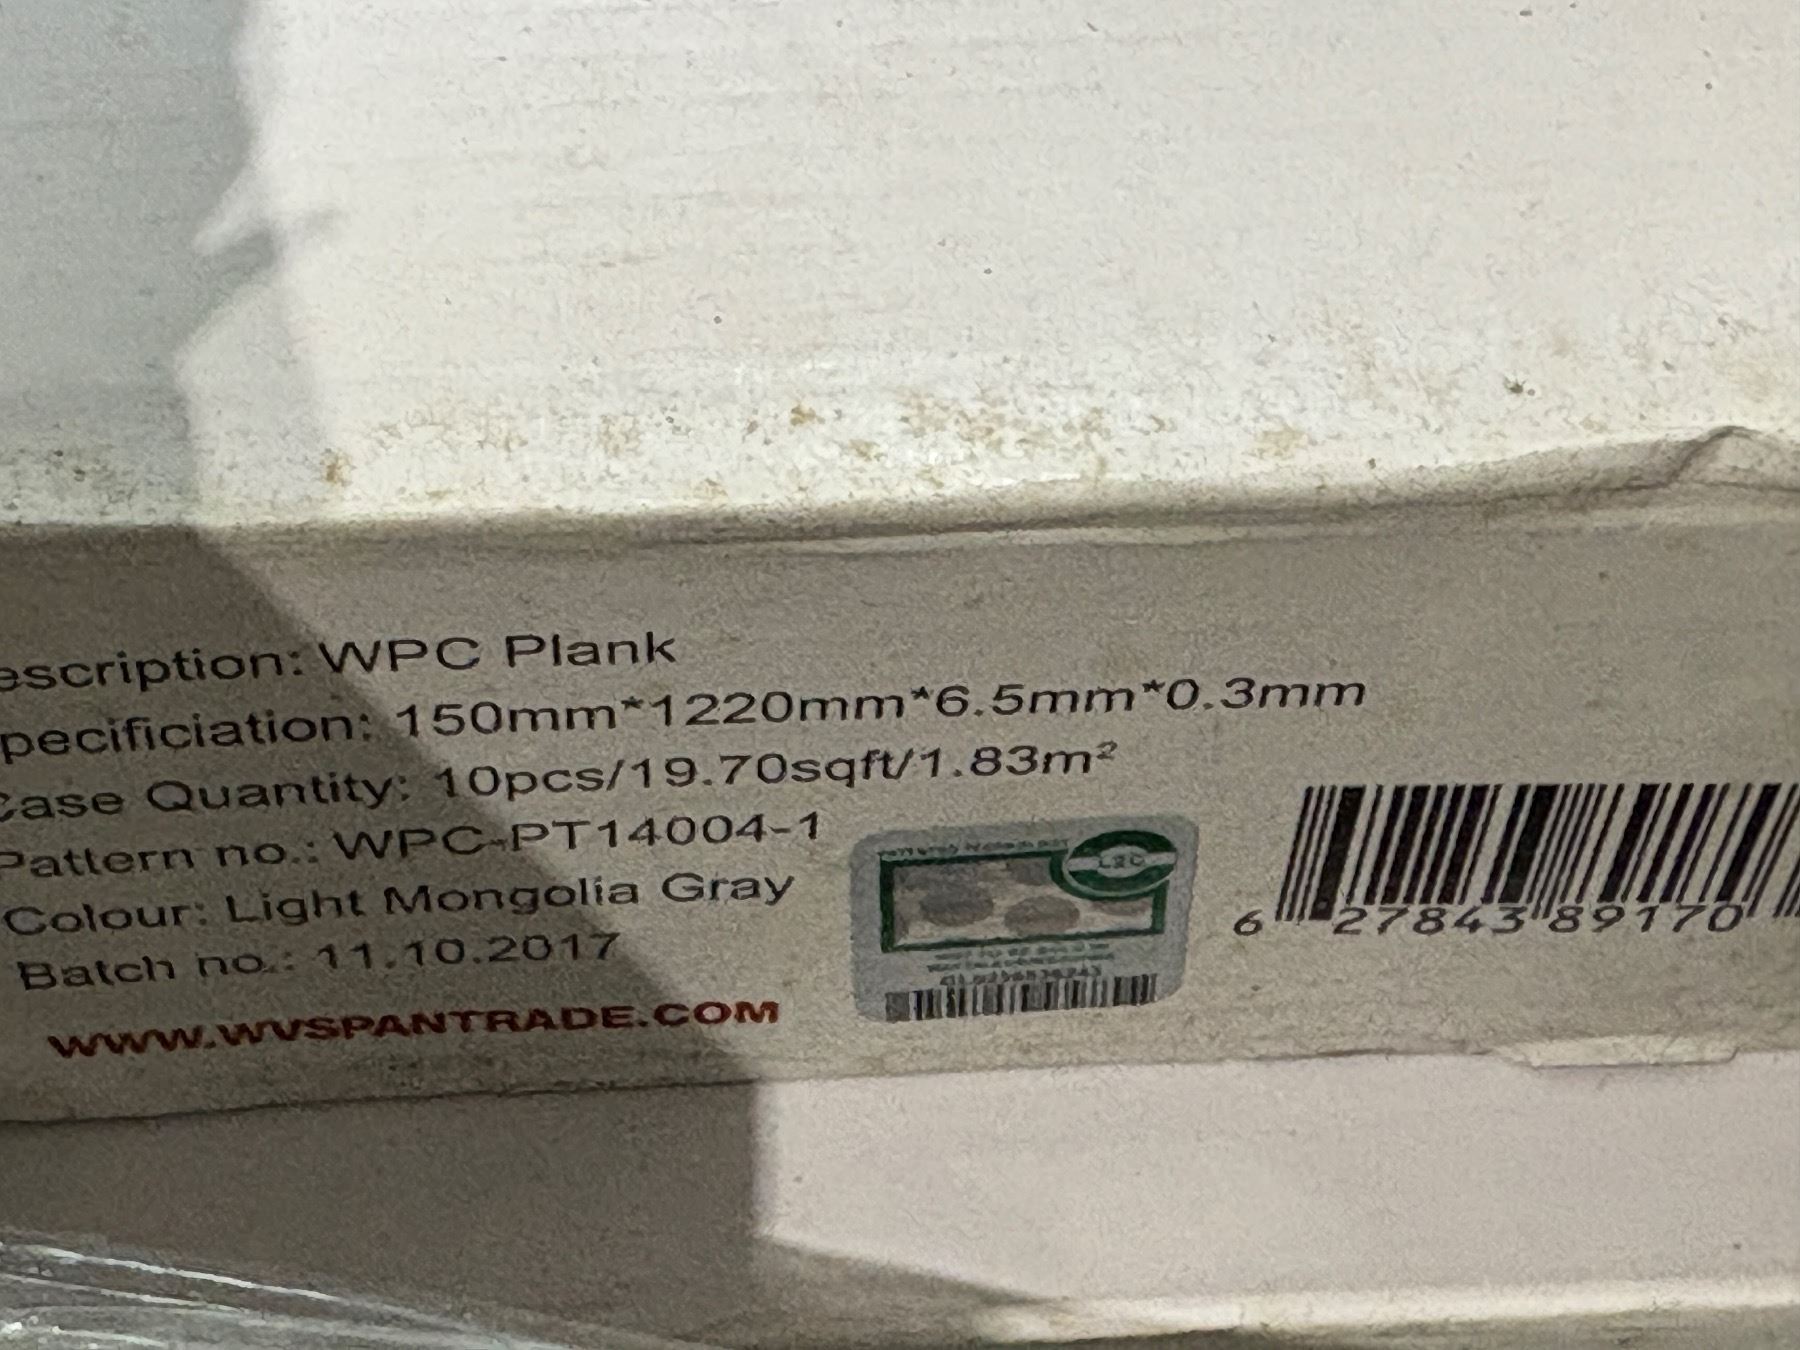 escription: WPC Plank
pecificiation: 150mm*1220mm*6.5mm*0.3mm
Case Quantity: 10pcs/19.70sqft/1.83m²
Pattern no.: WPC-PT14004-1
Colour: Light Mongolia Gray
Batch no.: 11.10.2017
WWW.WVSPANTRADE.COM
6 27843 89170